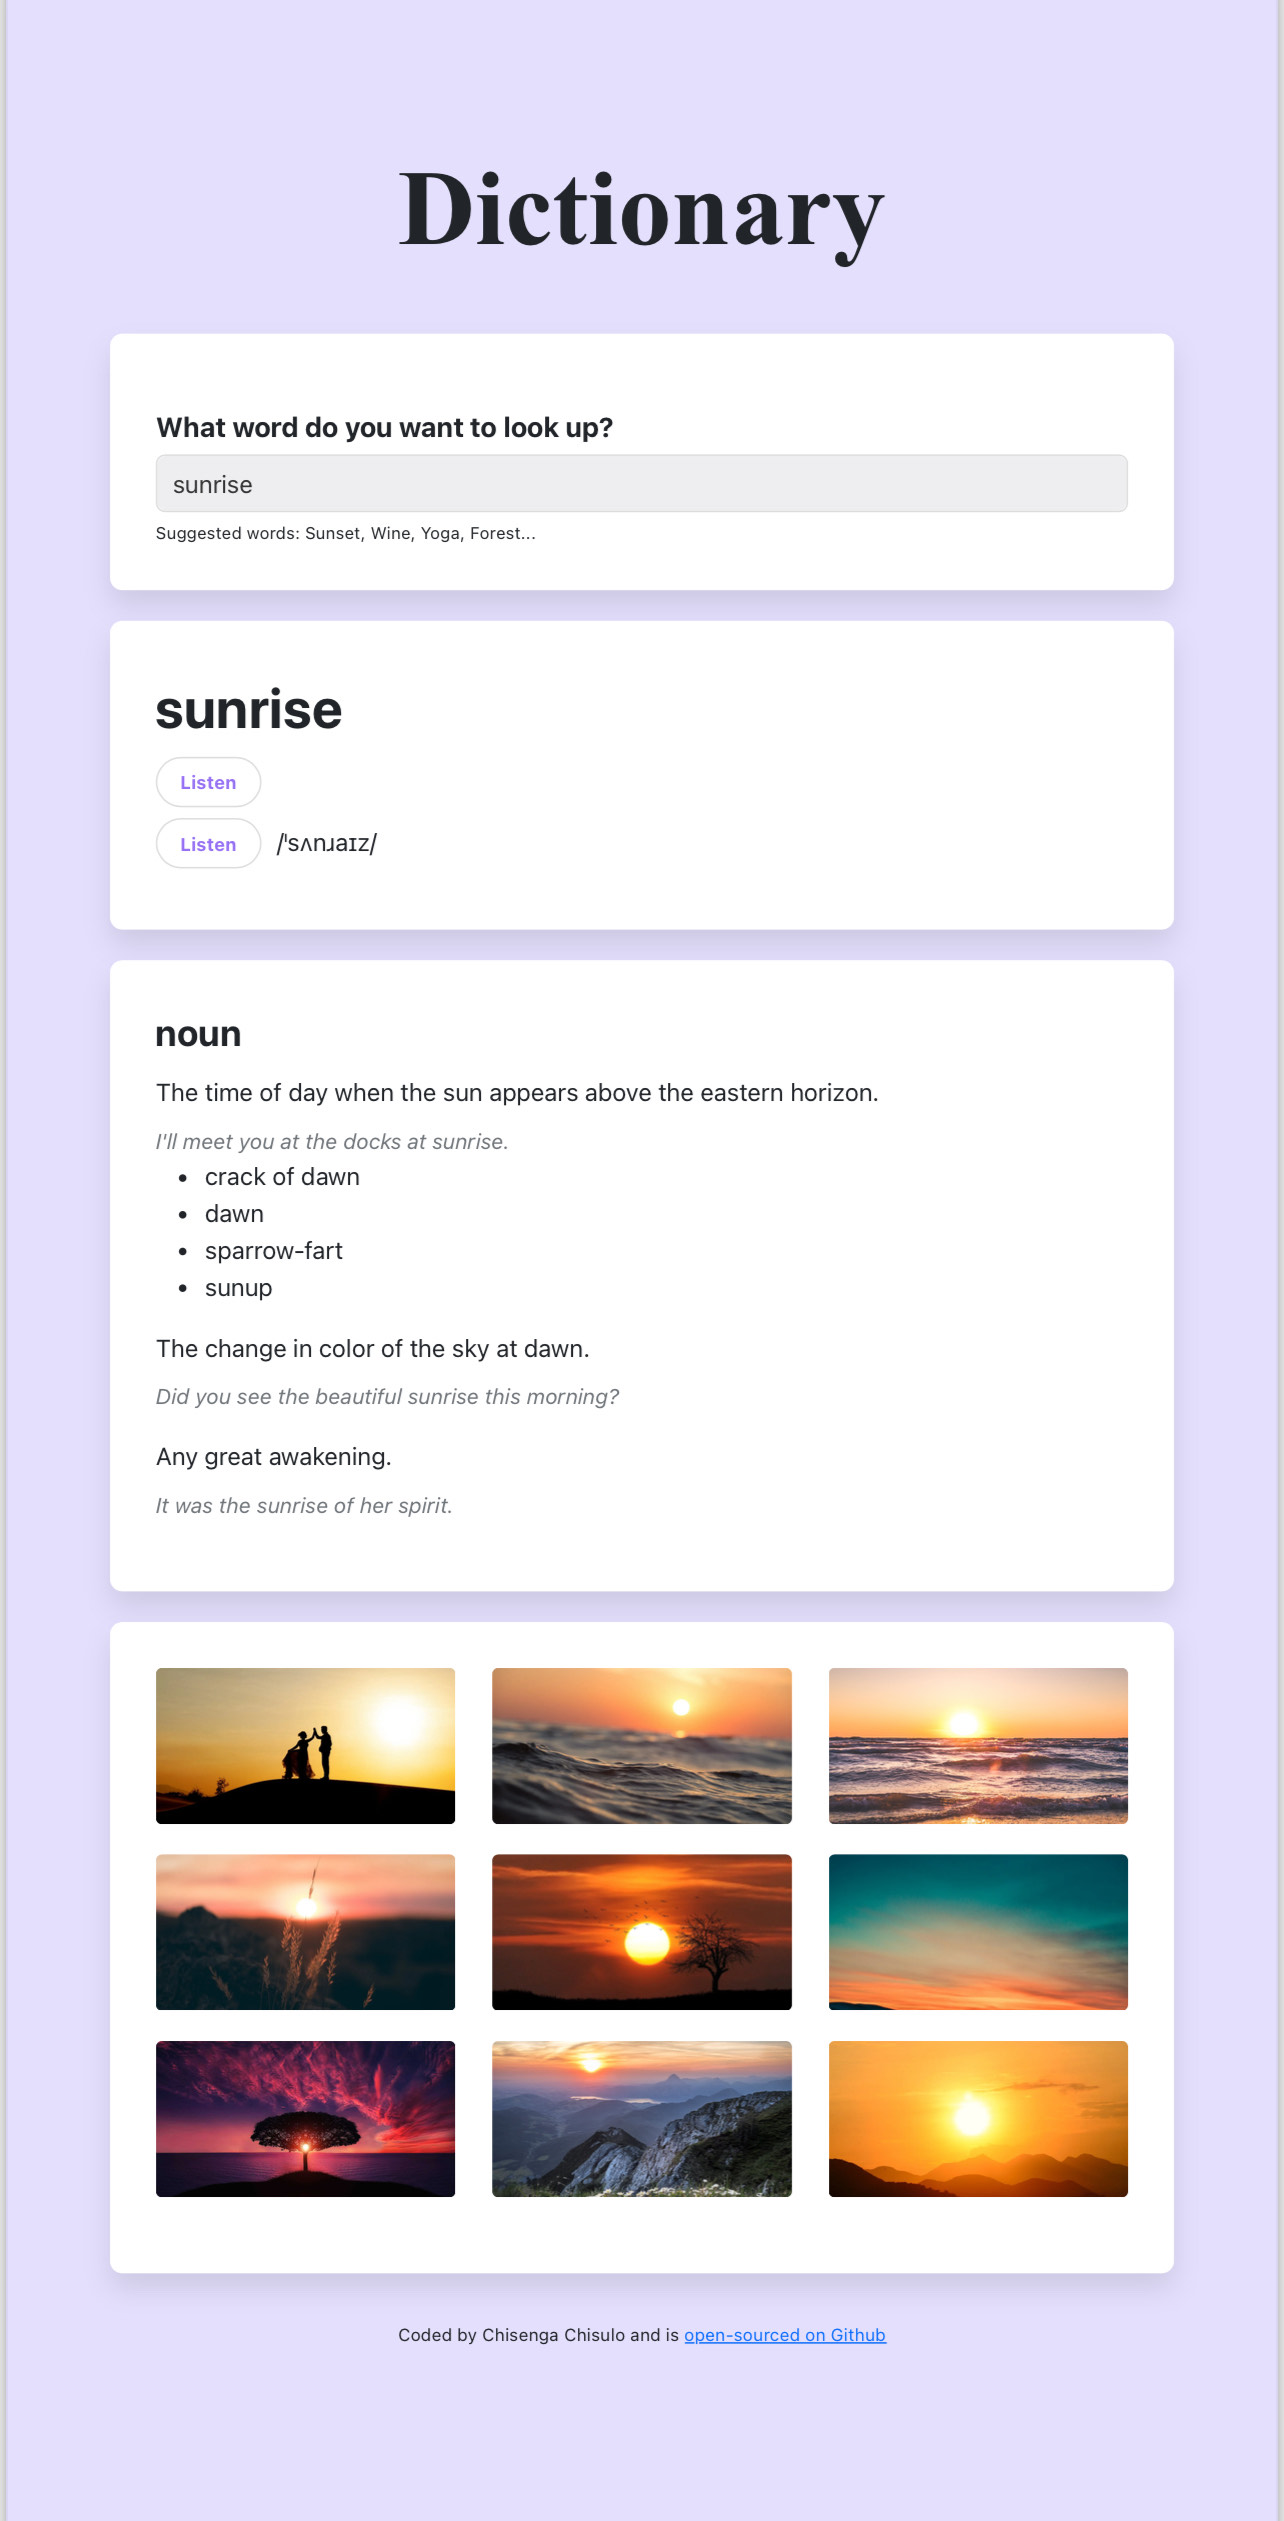 Dictionary
What word do you want to look up?
sunrise
Suggested words: Sunset, Wine, Yoga, Forest...
sunrise
Listen
Listen /ˈsʌnɹaɪz/
noun
The time of day when the sun appears above the eastern horizon.
I'll meet you at the docks at sunrise.
• crack of dawn
• dawn
• sparrow-fart
• sunup
The change in color of the sky at dawn.
Did you see the beautiful sunrise this morning?
Any great awakening.
It was the sunrise of her spirit.
Coded by Chisenga Chisulo and is open-sourced on Github